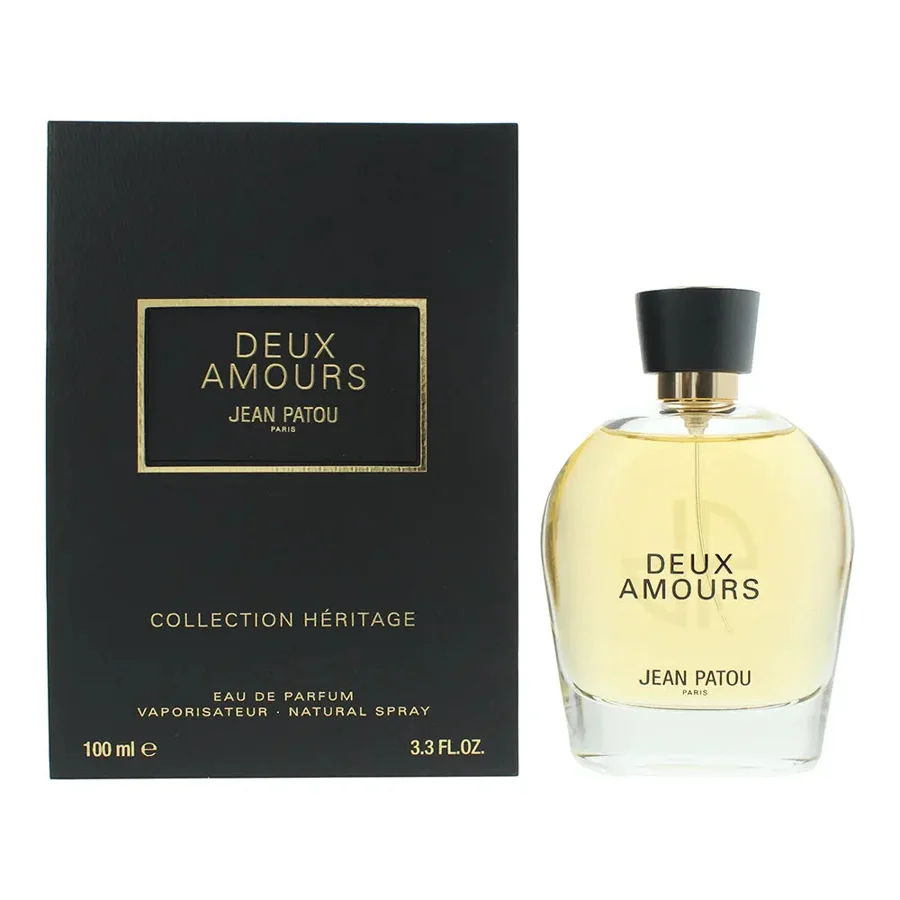 DEUX
AMOURS
JEAN PATOU
PARIS
COLLECTION HÉRITAGE
EAU DE PARFUM
VAPORISATEUR · NATURAL SPRAY
100 ml ℮
3.3 FL.OZ.
DEUX
AMOURS
JEAN PATOU
PARIS